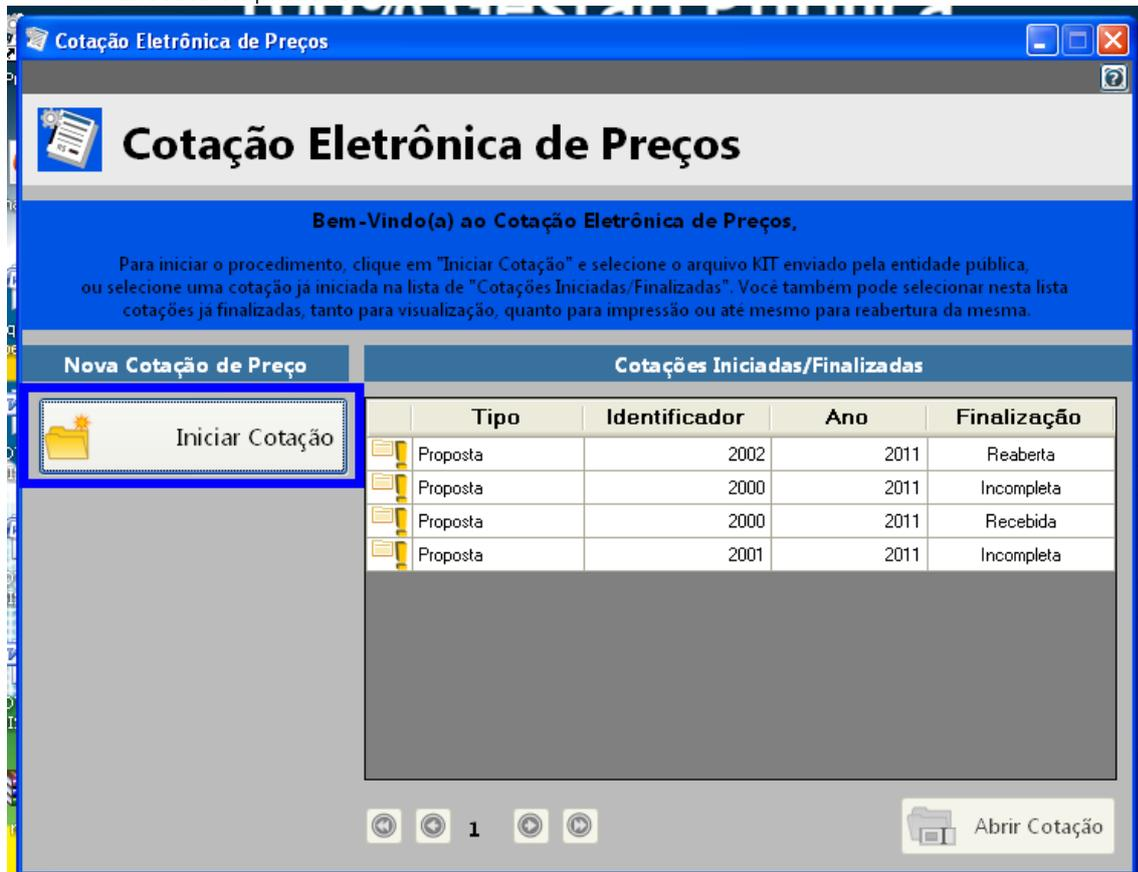 100% Gestão Pública
Cotação Eletrônica de Preços
Cotação Eletrônica de Preços
Bem-Vindo(a) ao Cotação Eletrônica de Preços,
Para iniciar o procedimento, clique em "Iniciar Cotação" e selecione o arquivo KIT enviado pela entidade pública,
ou selecione uma cotação já iniciada na lista de "Cotações Iniciadas/Finalizadas". Você também pode selecionar nesta lista
cotações já finalizadas, tanto para visualização, quanto para impressão ou até mesmo para reabertura da mesma.
Nova Cotação de Preço
Cotações Iniciadas/Finalizadas
Iniciar Cotação
Tipo Identificador Ano Finalização
Proposta 2002 2011 Reaberta
Proposta 2000 2011 Incompleta
Proposta 2000 2011 Recebida
Proposta 2001 2011 Incompleta
1
Abrir Cotação